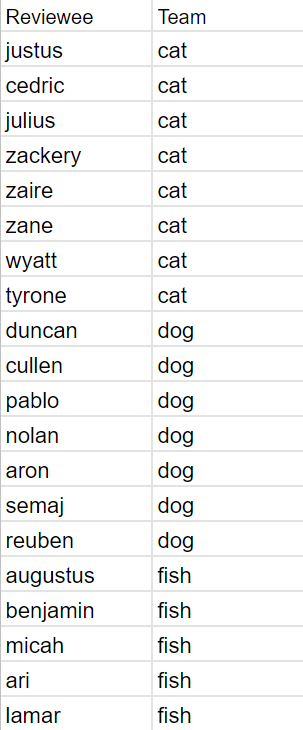 Reviewee Team
justus cat
cedric cat
julius cat
zackery cat
zaire cat
zane cat
wyatt cat
tyrone cat
duncan dog
cullen dog
pablo dog
nolan dog
aron dog
semaj dog
reuben dog
augustus fish
benjamin fish
micah fish
ari fish
lamar fish